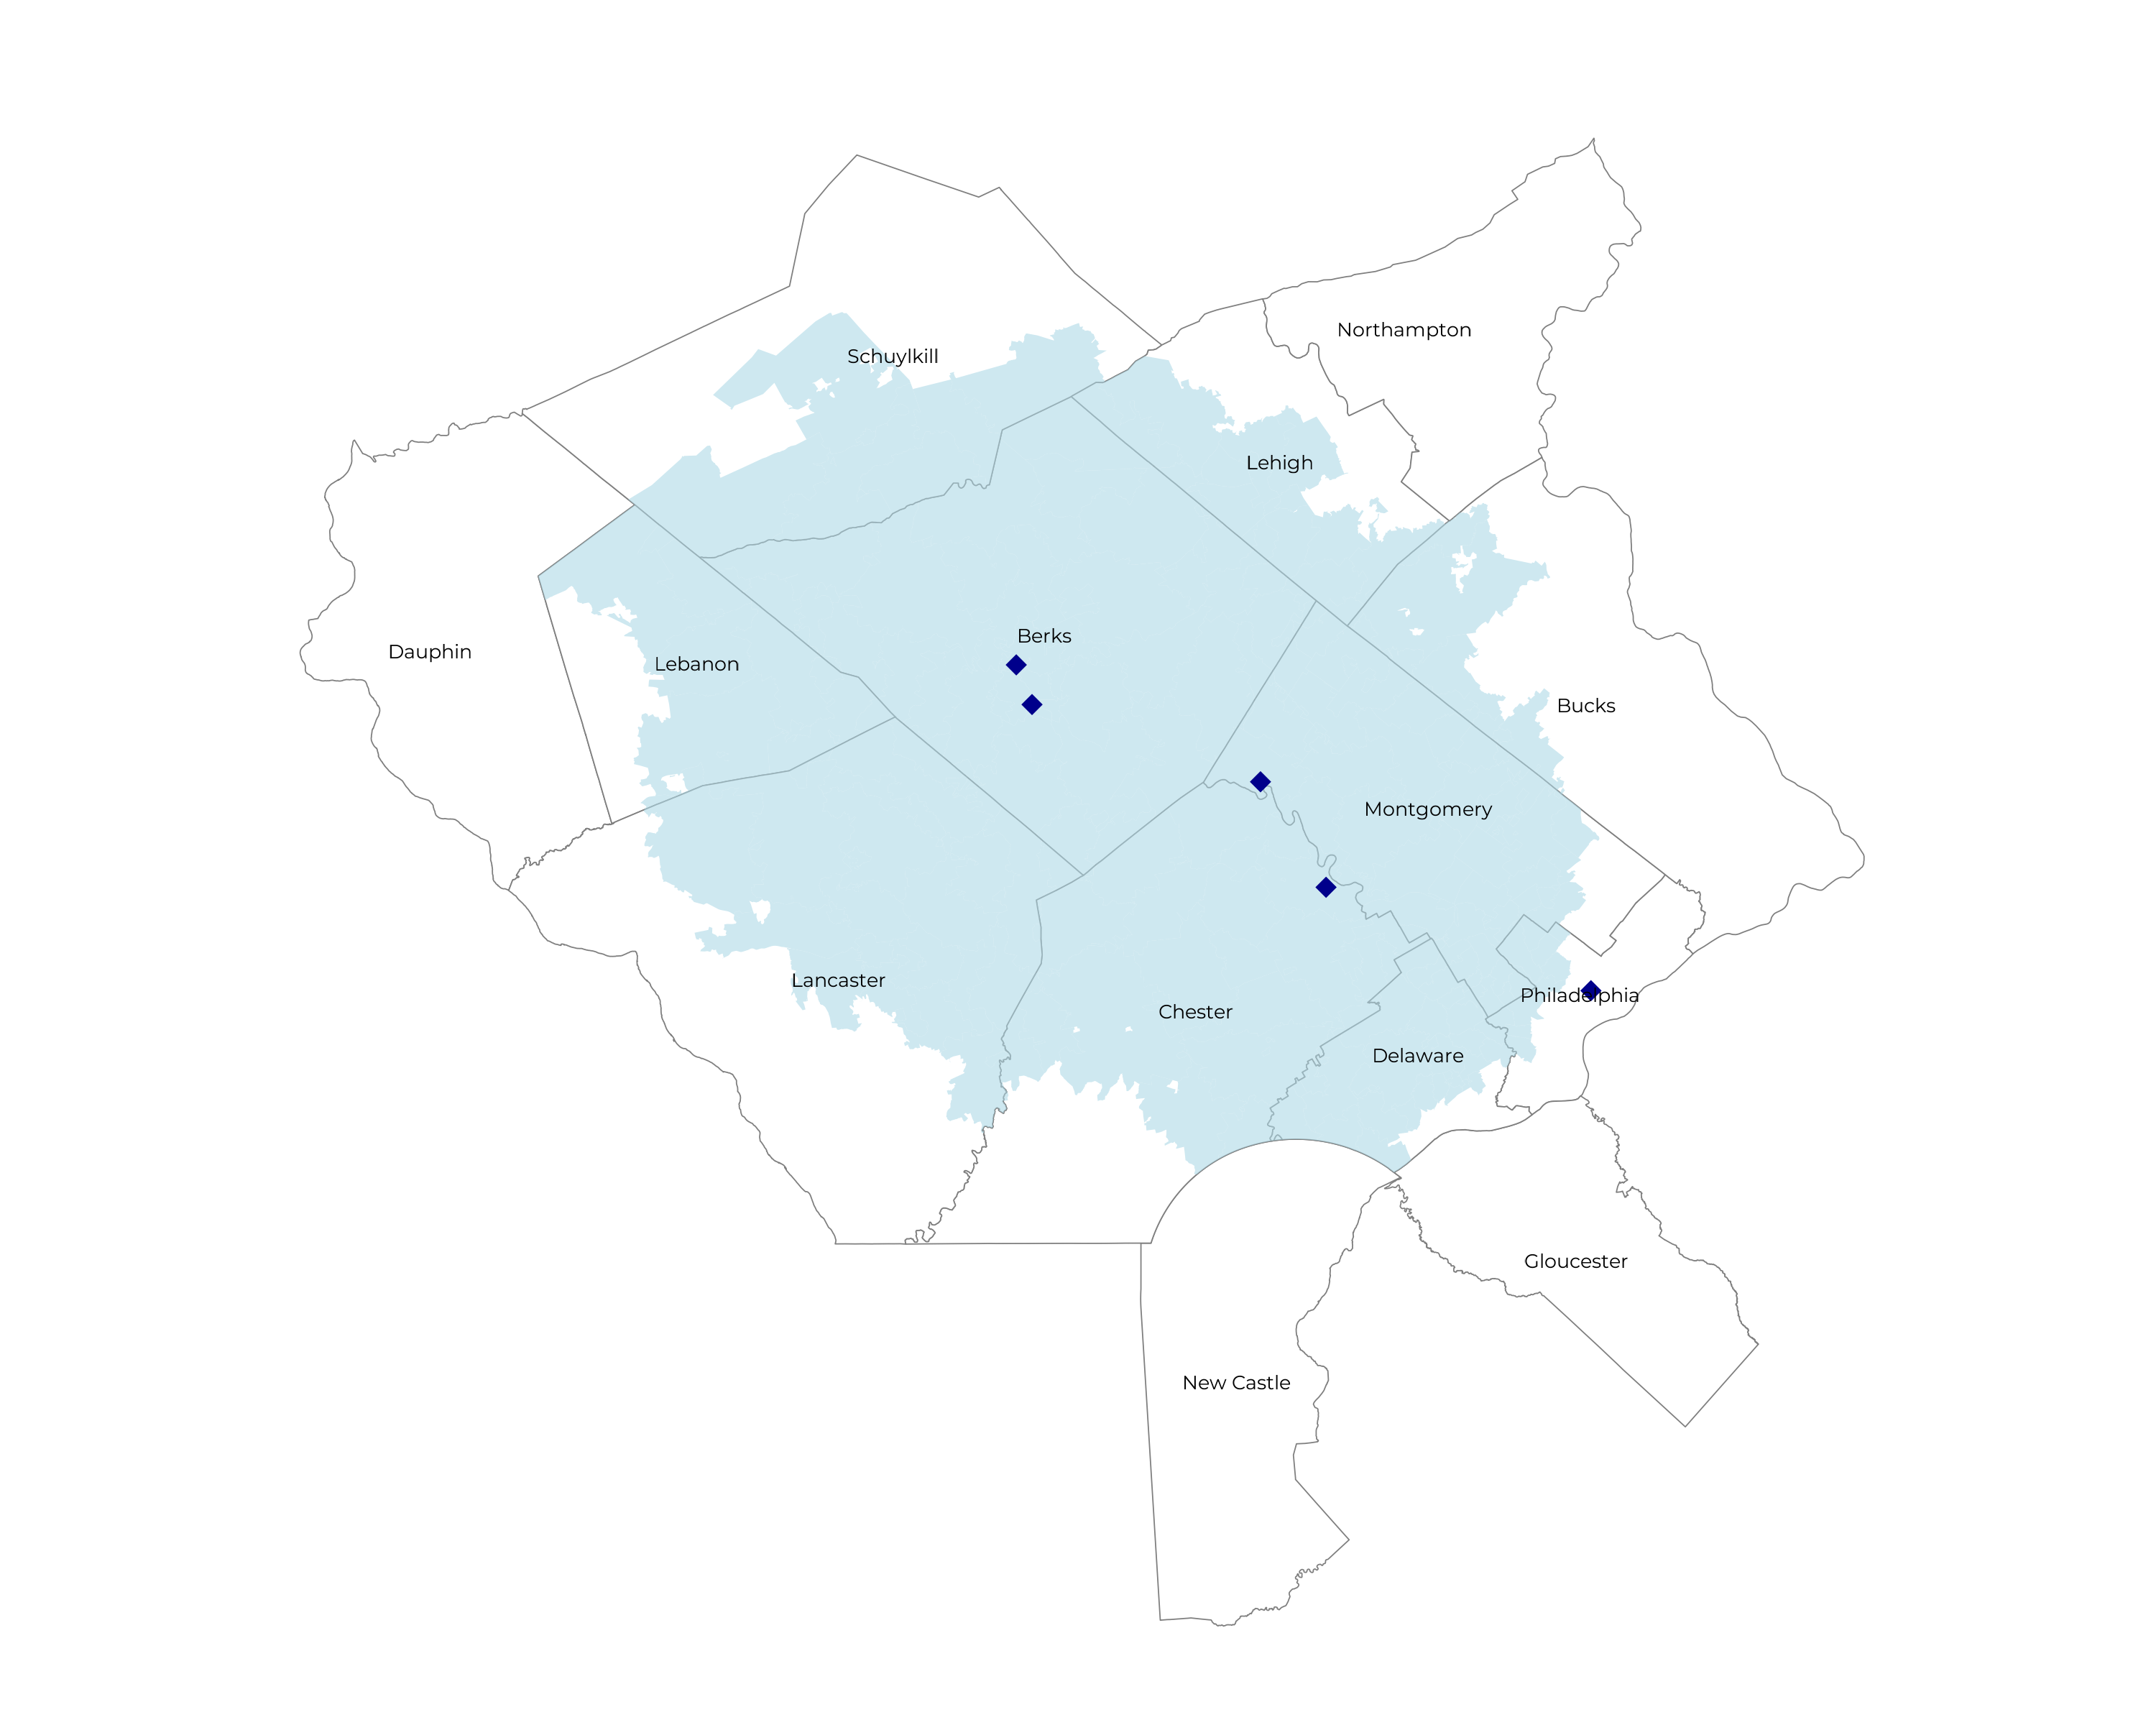 Northampton
Schuylkill
Lehigh
Berks
Dauphin
Lebanon
Bucks
Montgomery
Lancaster
Philadelphia
Chester
Delaware
Gloucester
New Castle